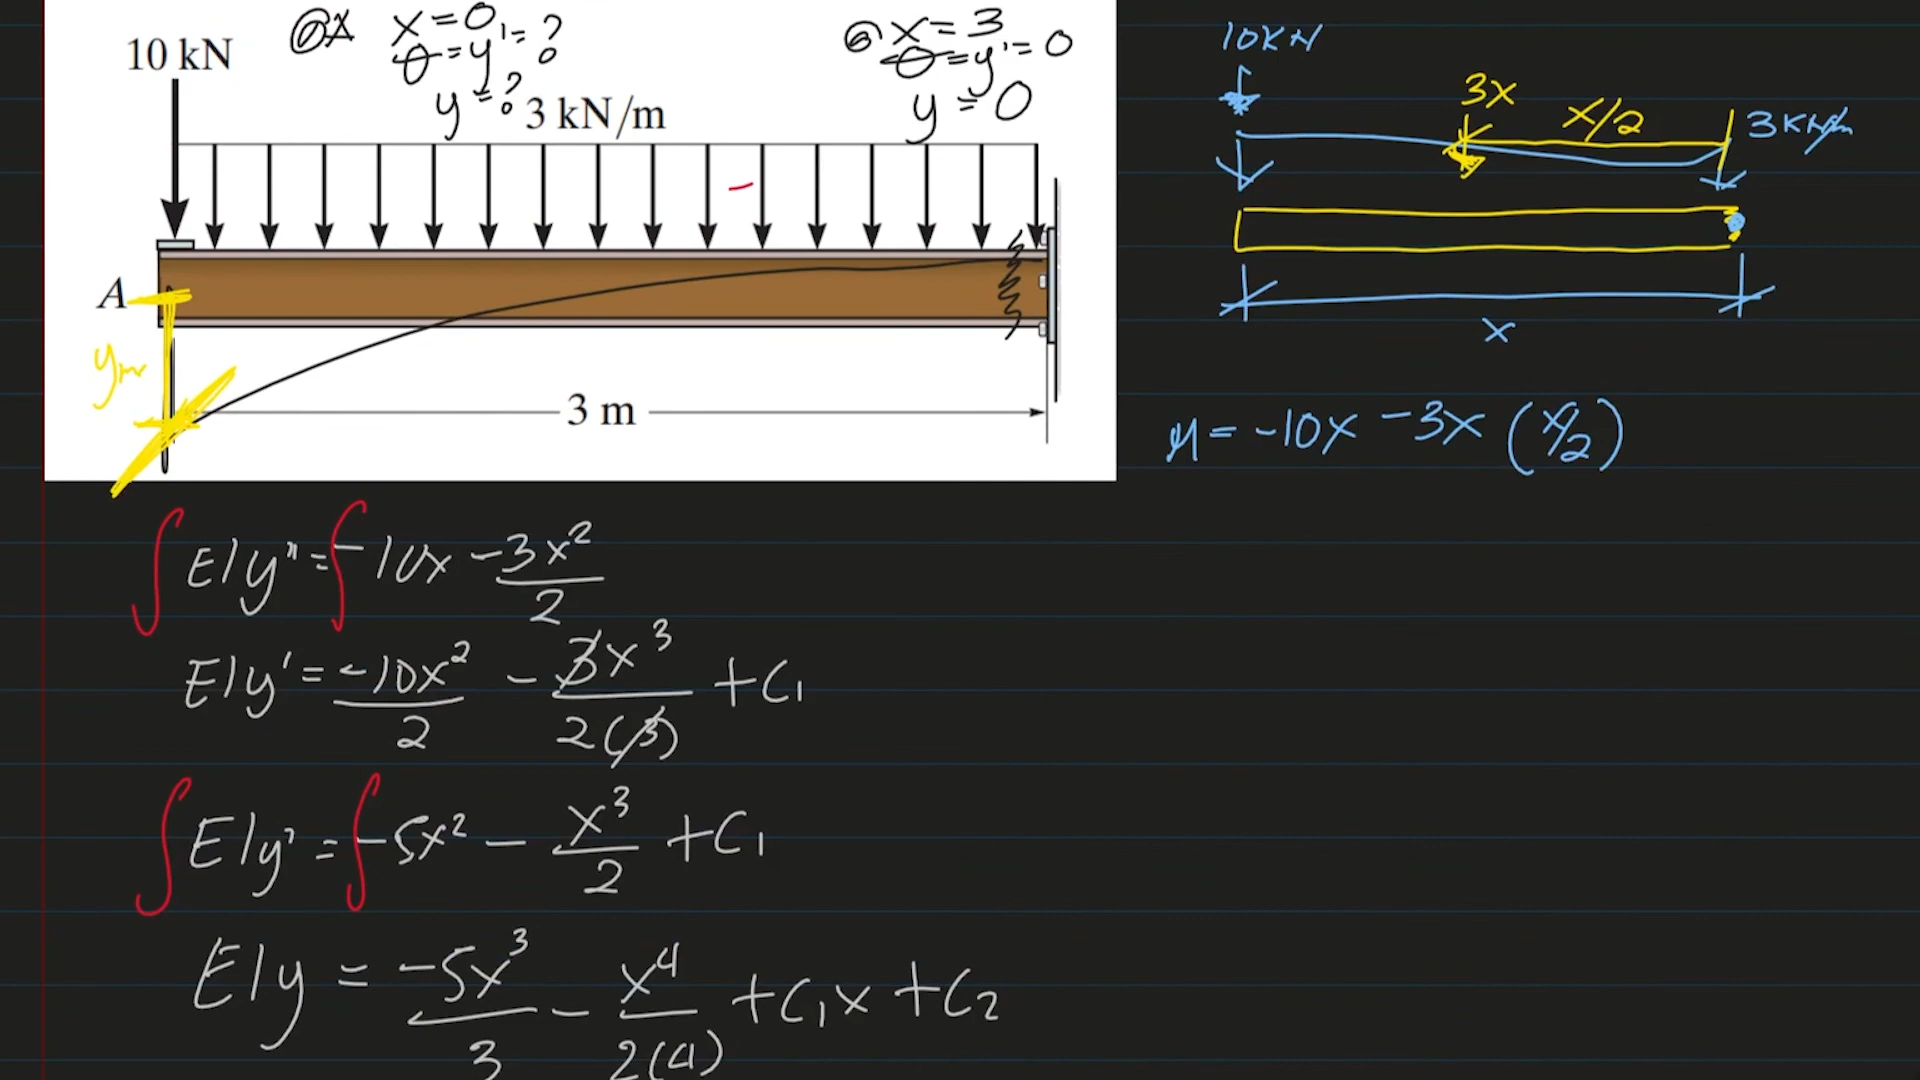 @ x=0
10 kN
θ=y'=?
y=?
3 kN/m
@ x=3
θ=y'=0
y=0
A
ym
3 m
10KN
3x
x/2
3KN/m
x
M = -10x -3x (x/2)
∫EIy" = ∫-10x - 3x²/2
EIy' = -10x²/2 - 3x³/2(3) + C₁
∫EIy' = ∫-5x² - x³/2 + C₁
EIy = -5x³/3 - x⁴/2(4) + C₁x + C₂